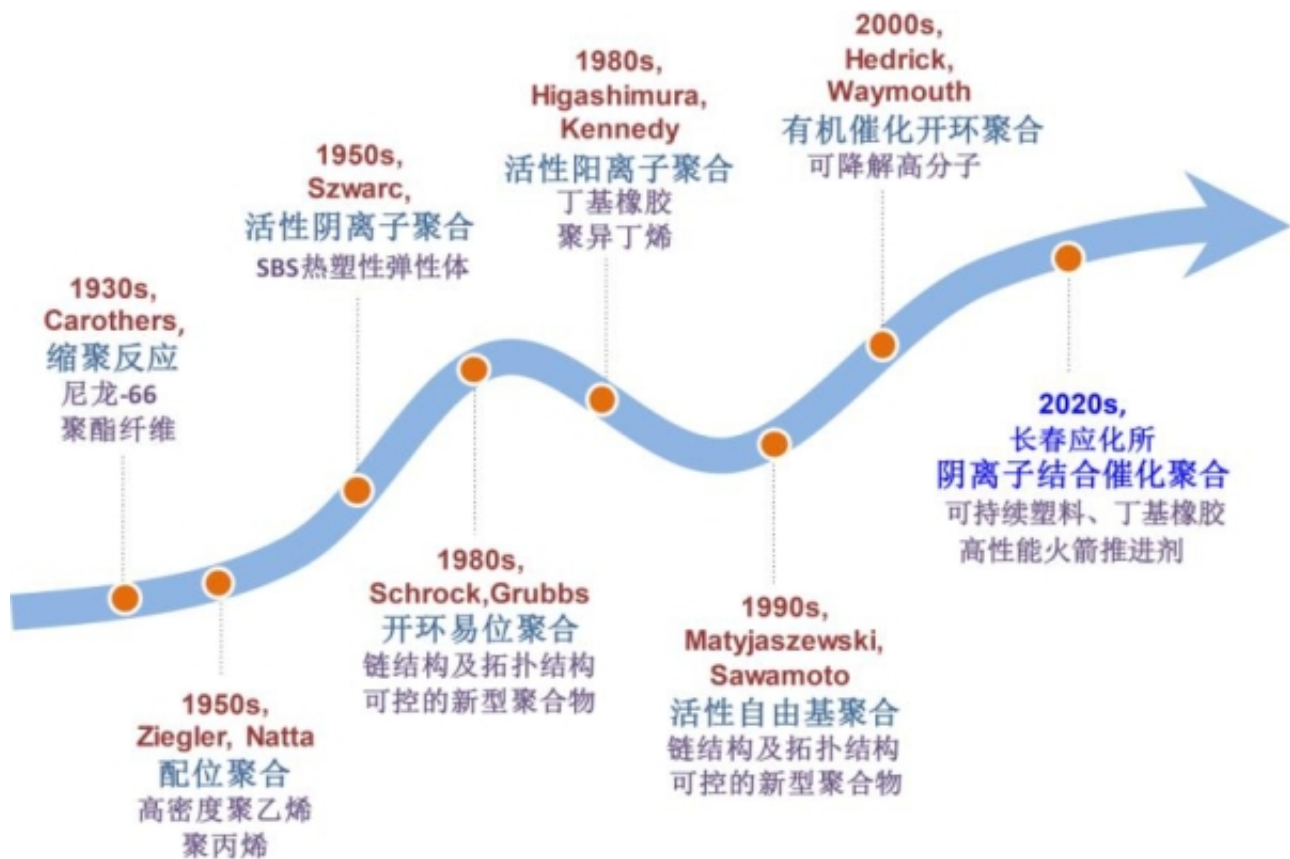 1930s,
Carothers,
缩聚反应
尼龙-66
聚酯纤维
1950s,
Ziegler, Natta
配位聚合
高密度聚乙烯
聚丙烯
1950s,
Szwarc,
活性阴离子聚合
SBS热塑性弹性体
1980s,
Schrock,Grubbs
开环易位聚合
链结构及拓扑结构
可控的新型聚合物
1980s,
Higashimura,
Kennedy
活性阳离子聚合
丁基橡胶
聚异丁烯
1990s,
Matyjaszewski,
Sawamoto
活性自由基聚合
链结构及拓扑结构
可控的新型聚合物
2000s,
Hedrick,
Waymouth
有机催化开环聚合
可降解高分子
2020s,
长春应化所
阴离子结合催化聚合
可持续塑料、丁基橡胶
高性能火箭推进剂